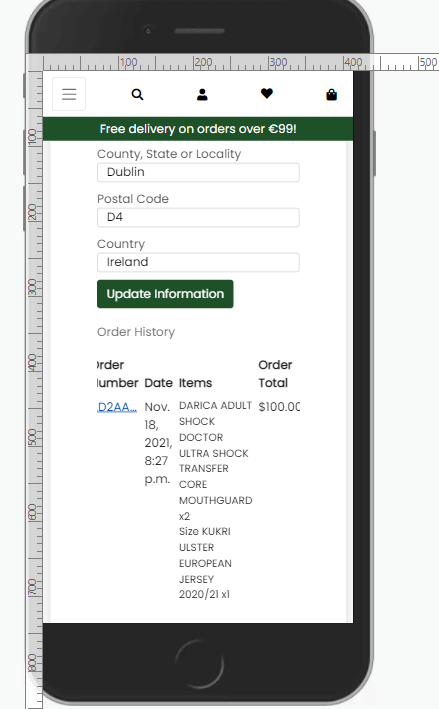 100 200 300 400 500
Free delivery on orders over €99!
County, State or Locality
Dublin
Postal Code
D4
Country
Ireland
Update Information
Order History
Order
Number Date Items Order
Total
D2AA... Nov.
18,
2021,
8:27
p.m.
DARICA ADULT
SHOCK
DOCTOR
ULTRA SHOCK
TRANSFER
CORE
MOUTHGUARD
x2
Size KUKRI
ULSTER
EUROPEAN
JERSEY
2020/21 x1
$100.00
100
200
300
400
500
600
700
800